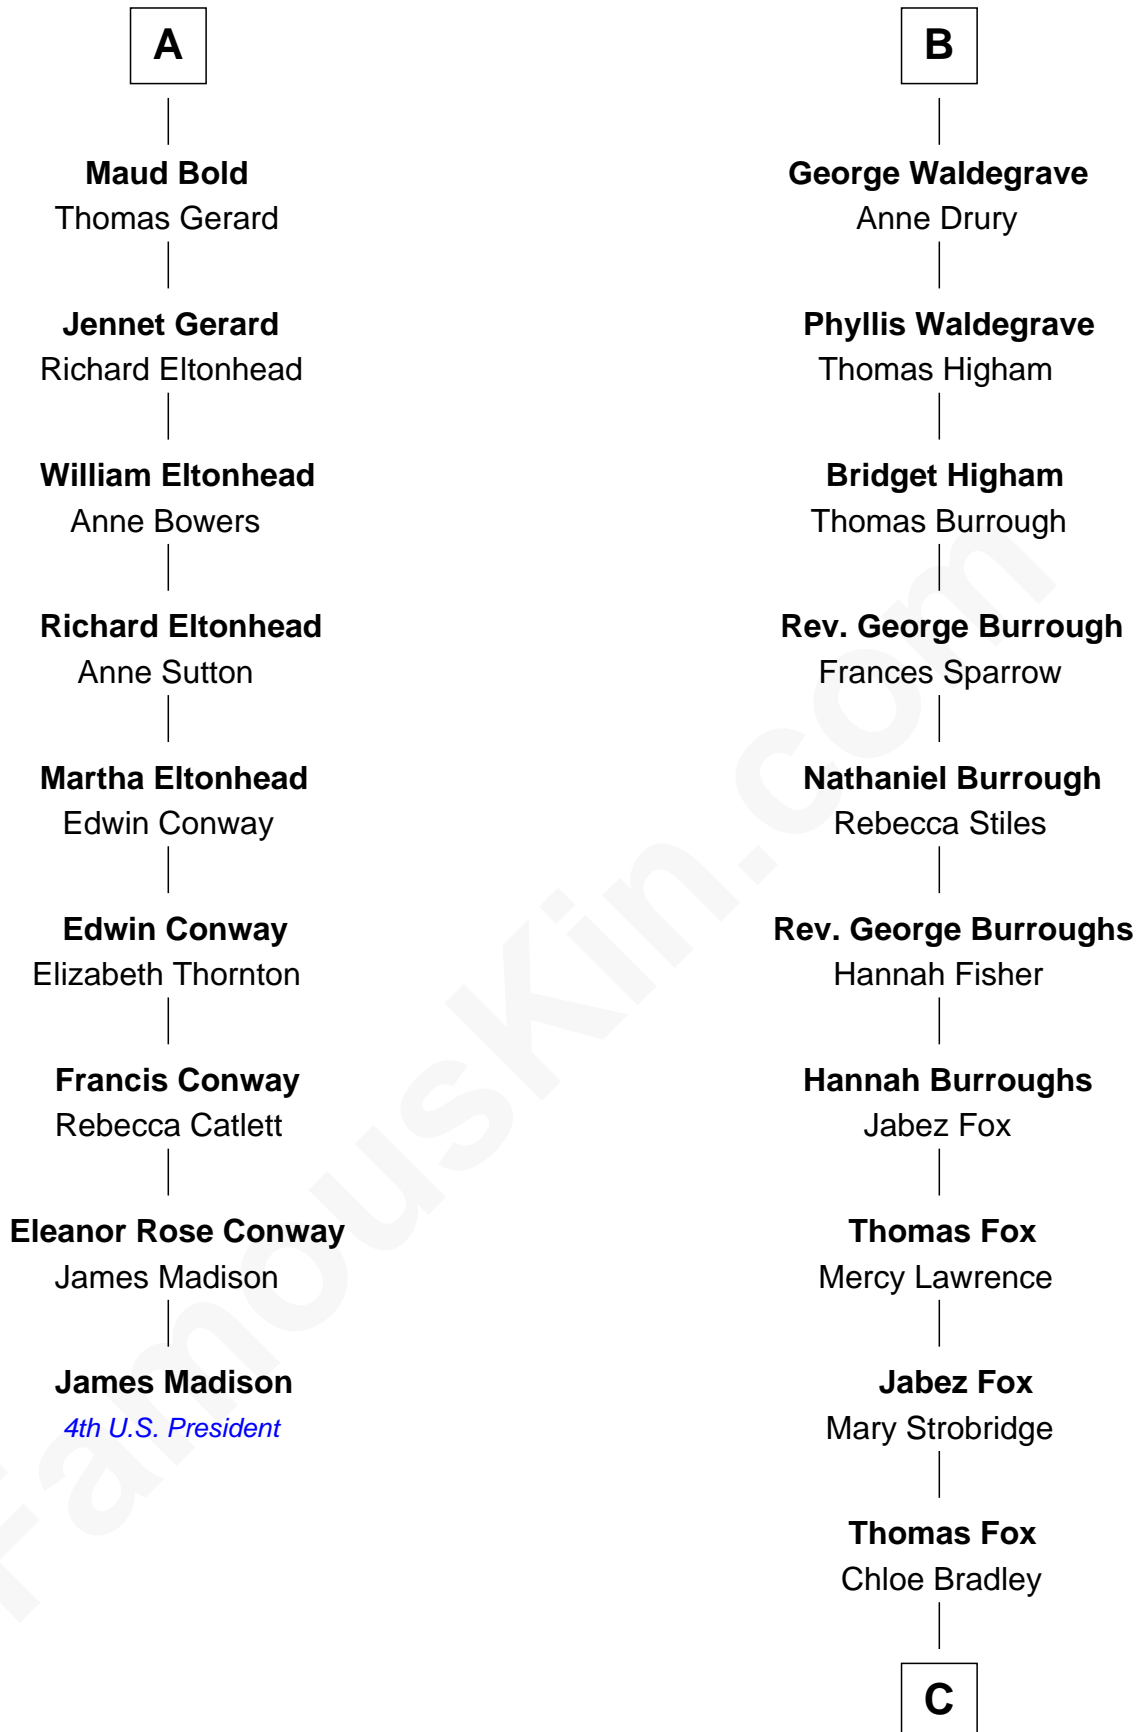 A
Maud Bold
Thomas Gerard
Jennet Gerard
Richard Eltonhead
William Eltonhead
Anne Bowers
Richard Eltonhead
Anne Sutton
Martha Eltonhead
Edwin Conway
Edwin Conway
Elizabeth Thornton
Francis Conway
Rebecca Catlett
Eleanor Rose Conway
James Madison
James Madison
4th U.S. President
B
George Waldegrave
Anne Drury
Phyllis Waldegrave
Thomas Higham
Bridget Higham
Thomas Burrough
Rev. George Burrough
Frances Sparrow
Nathaniel Burrough
Rebecca Stiles
Rev. George Burroughs
Hannah Fisher
Hannah Burroughs
Jabez Fox
Thomas Fox
Mercy Lawrence
Jabez Fox
Mary Strobridge
Thomas Fox
Chloe Bradley
C
FamousKin.com